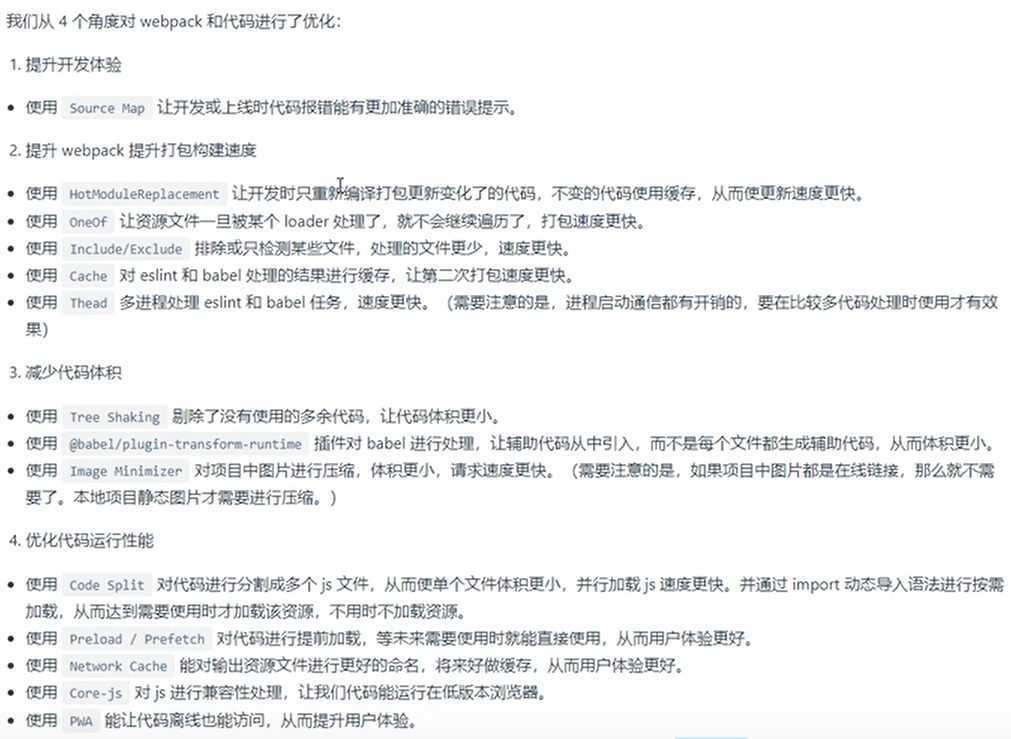 我们从 4 个角度对 webpack 和代码进行了优化：
1. 提升开发体验
• 使用 Source Map 让开发或上线时代码报错能有更加准确的错误提示。
2. 提升 webpack 提升打包构建速度
• 使用 HotModuleReplacement 让开发时只重新编译打包更新变化了的代码，不变的代码使用缓存，从而使更新速度更快。
• 使用 OneOf 让资源文件一旦被某个 loader 处理了，就不会继续遍历了，打包速度更快。
• 使用 Include/Exclude 排除或只检测某些文件，处理的文件更少，速度更快。
• 使用 Cache 对 eslint 和 babel 处理的结果进行缓存，让第二次打包速度更快。
• 使用 Thead 多进程处理 eslint 和 babel 任务，速度更快。（需要注意的是，进程启动通信都有开销的，要在比较多代码处理时使用才有效
果）
3. 减少代码体积
• 使用 Tree Shaking 剔除了没有使用的多余代码，让代码体积更小。
• 使用 @babel/plugin-transform-runtime 插件对 babel 进行处理，让辅助代码从中引入，而不是每个文件都生成辅助代码，从而体积更小。
• 使用 Image Minimizer 对项目中图片进行压缩，体积更小，请求速度更快。（需要注意的是，如果项目中图片都是在线链接，那么就不需
要了。本地项目静态图片才需要进行压缩。）
4. 优化代码运行性能
• 使用 Code Split 对代码进行分割成多个 js 文件，从而使单个文件体积更小，并行加载 js 速度更快。并通过 import 动态导入语法进行按需
加载，从而达到需要使用时才加载该资源，不用时不加载资源。
• 使用 Preload / Prefetch 对代码进行提前加载，等未来需要使用时就能直接使用，从而用户体验更好。
• 使用 Network Cache 能对输出资源文件进行更好的命名，将来好做缓存，从而用户体验更好。
• 使用 Core-js 对 js 进行兼容性处理，让我们代码能运行在低版本浏览器。
• 使用 PWA 能让代码离线也能访问，从而提升用户体验。